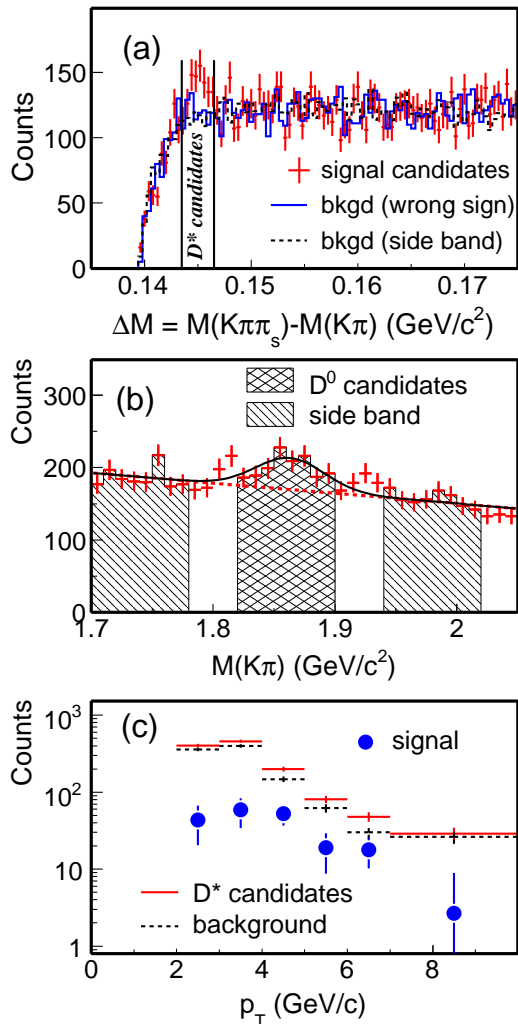 (a)
150
100
50
0
Counts
D* candidates
signal candidates
bkgd (wrong sign)
bkgd (side band)
0.14 0.15 0.16 0.17
ΔM = M(Kππₛ)-M(Kπ) (GeV/c²)
(b)
300
200
100
0
Counts
D⁰ candidates
side band
1.7 1.8 1.9 2
M(Kπ) (GeV/c²)
(c)
10³
10²
10
1
Counts
signal
D* candidates
background
0 2 4 6 8
p_T (GeV/c)